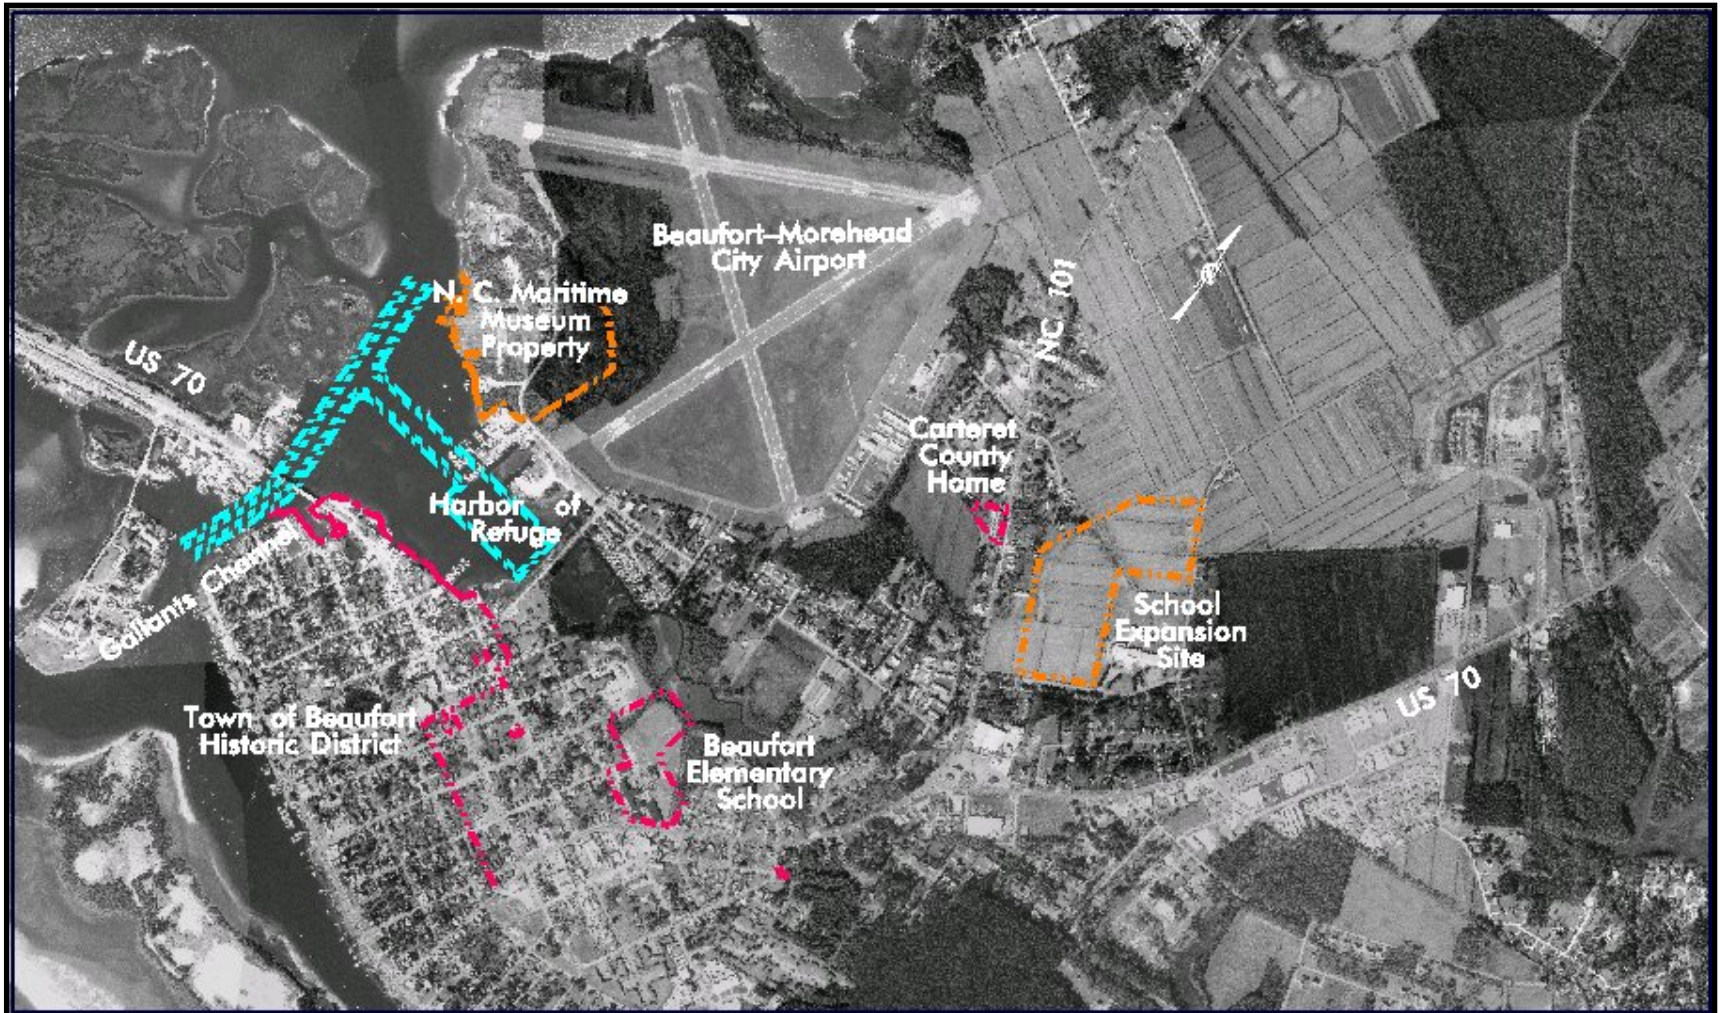 Beaufort–Morehead
City Airport
NC 101
N. C. Maritime
Museum
Property
US 70
Carteret
County
Home
Harbor of
Refuge
Gallants Channel
School
Expansion
Site
US 70
Town of Beaufort
Historic District
Beaufort
Elementary
School